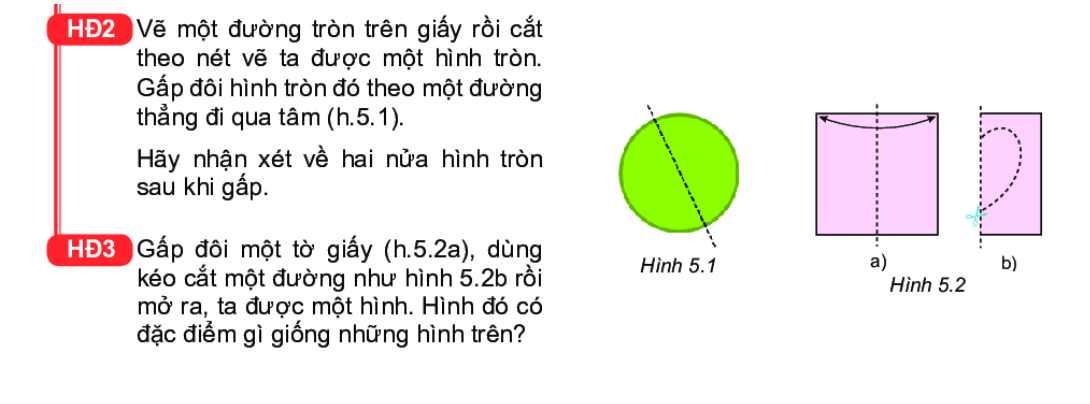 HĐ2 Vẽ một đường tròn trên giấy rồi cắt
theo nét vẽ ta được một hình tròn.
Gấp đôi hình tròn đó theo một đường
thẳng đi qua tâm (h.5.1).
Hãy nhận xét về hai nửa hình tròn
sau khi gấp.
HĐ3 Gấp đôi một tờ giấy (h.5.2a), dùng
kéo cắt một đường như hình 5.2b rồi
mở ra, ta được một hình. Hình đó có
đặc điểm gì giống những hình trên?
Hình 5.1
a)
b)
Hình 5.2